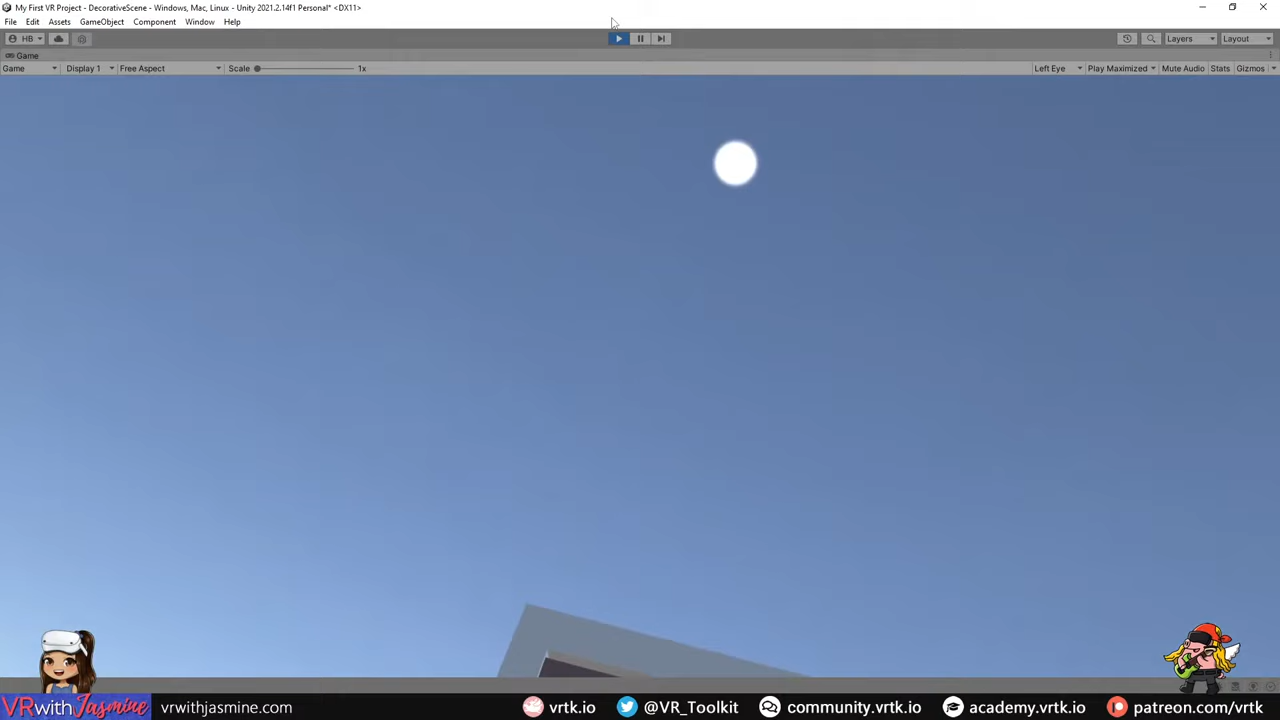 My First VR Project - DecorativeScene - Windows, Mac, Linux - Unity 2021.2.14f1 Personal* <DX11>
File Edit Assets GameObject Component Window Help
HB Layers Layout
Game
Game Display 1 Free Aspect Scale 1x Left Eye Play Maximized Mute Audio Stats Gizmos
VRwithJasmine vrwithjasmine.com vrtk.io @VR_Toolkit community.vrtk.io academy.vrtk.io patreon.com/vrtk